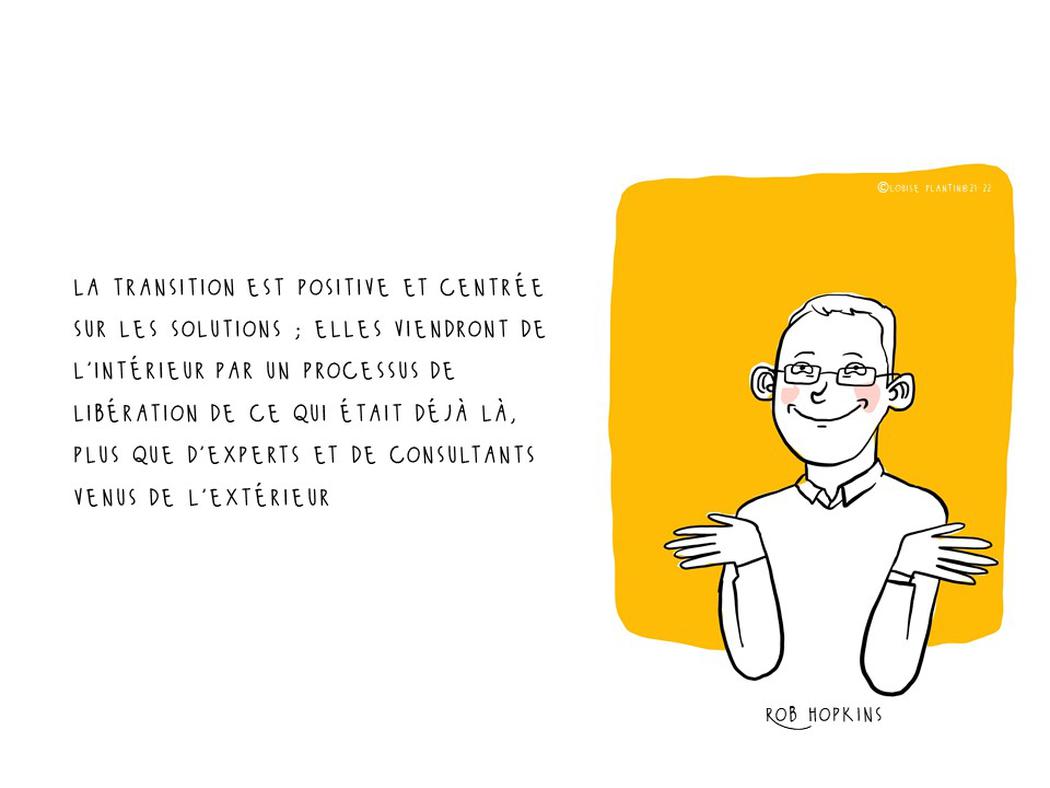 LA TRANSITION EST POSITIVE ET CENTRÉE
SUR LES SOLUTIONS ; ELLES VIENDRONT DE
L'INTÉRIEUR PAR UN PROCESSUS DE
LIBÉRATION DE CE QUI ÉTAIT DÉJÀ LÀ,
PLUS QUE D'EXPERTS ET DE CONSULTANTS
VENUS DE L'EXTÉRIEUR
©LOUISE PLANTIN@21 22
ROB HOPKINS